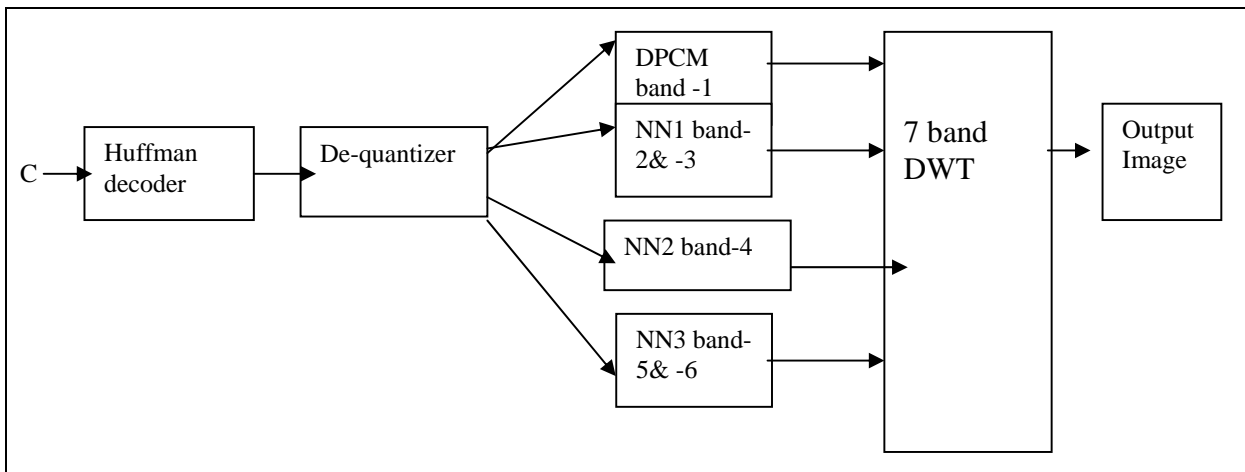 C
Huffman
decoder
De-quantizer
DPCM
band -1
NN1 band-
2& -3
NN2 band-4
NN3 band-
5& -6
7 band
DWT
Output
Image